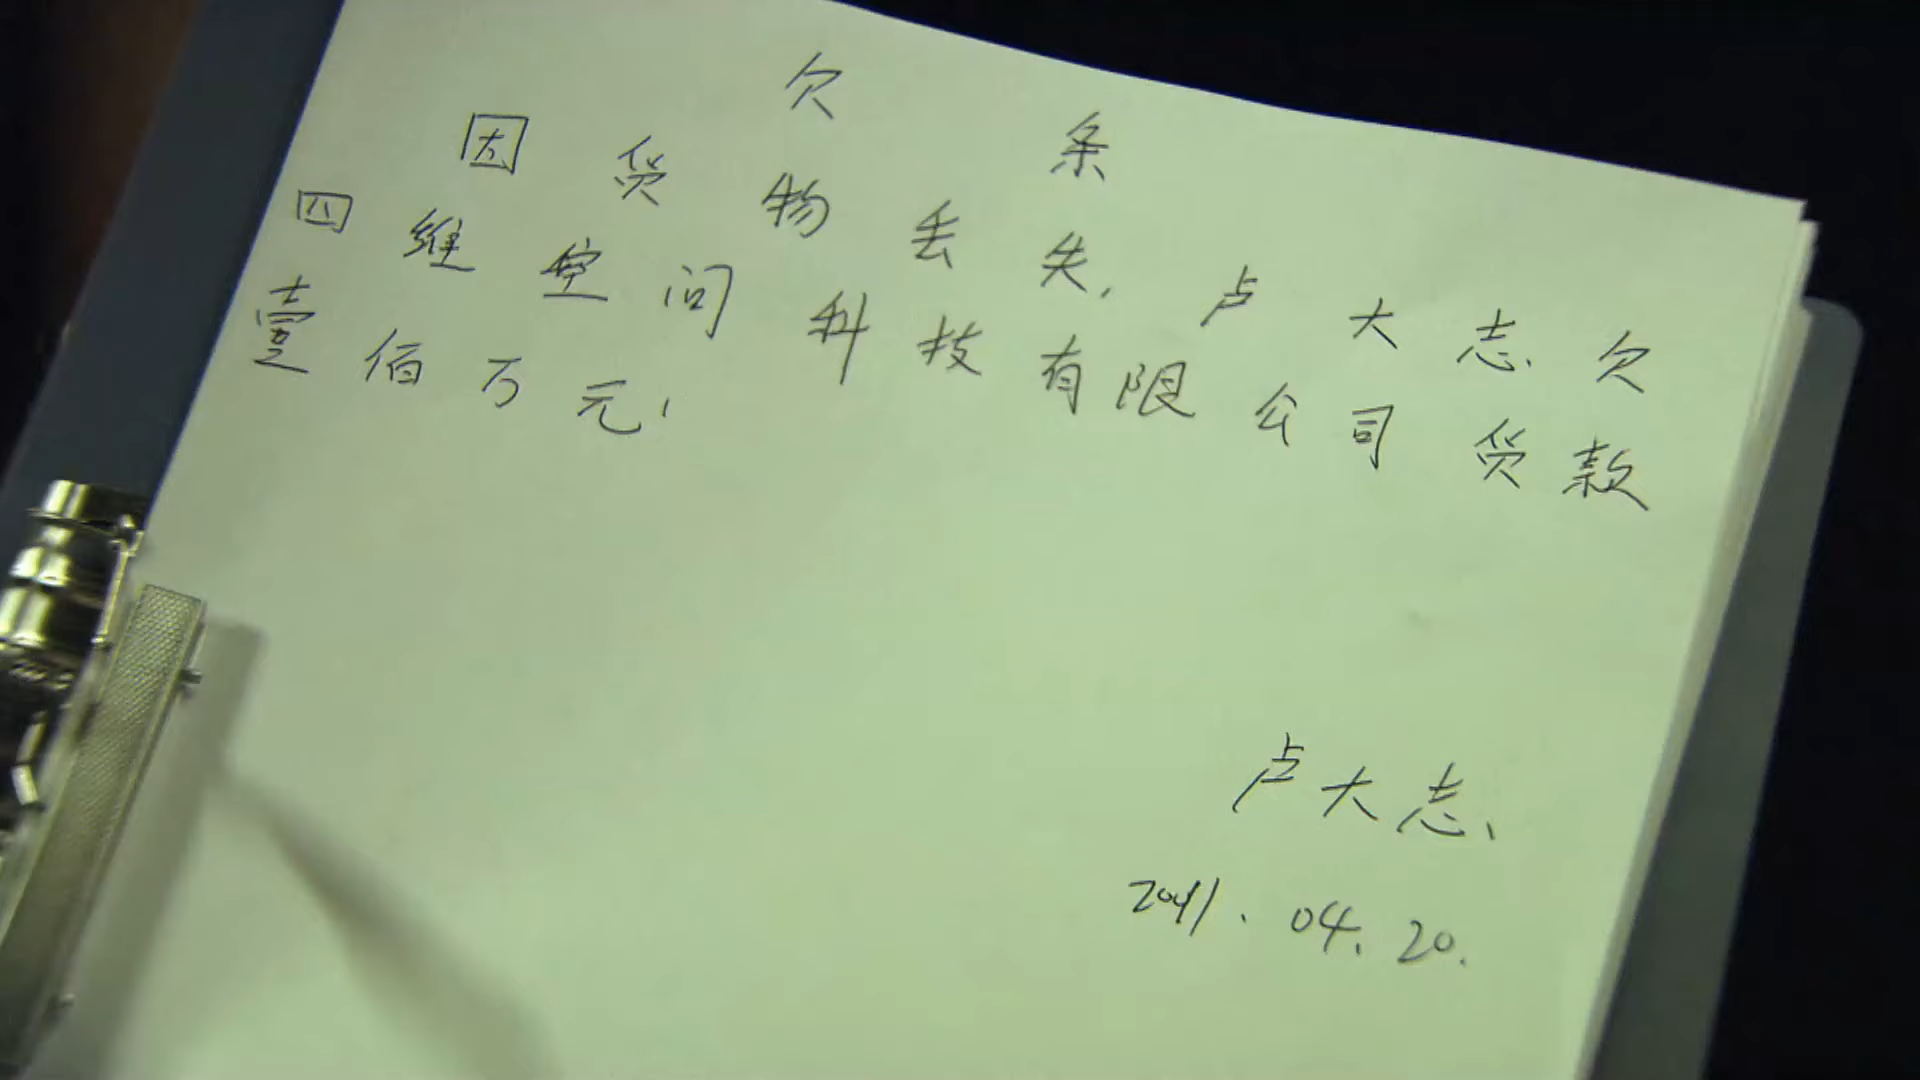 欠条
因货物丢失,卢大志欠
四维空间科技有限公司货款
壹佰万元,
卢大志、
2011.04.20.